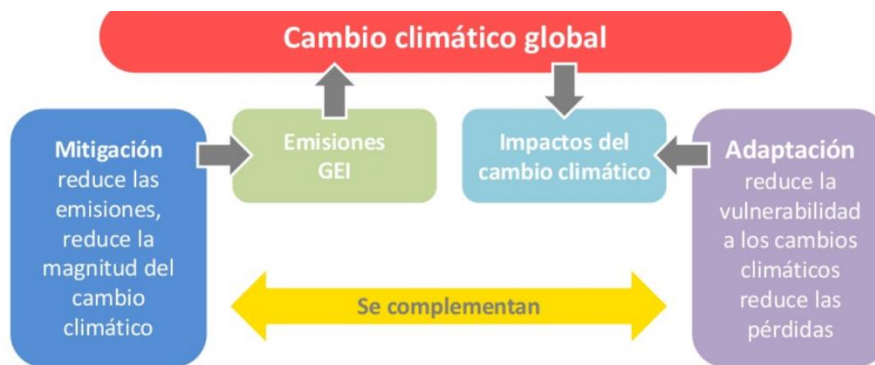 Cambio climático global
Mitigación
reduce las
emisiones,
reduce la
magnitud del
cambio
climático
Emisiones
GEI
Impactos del
cambio climático
Adaptación
reduce la
vulnerabilidad
a los cambios
climáticos
reduce las
pérdidas
Se complementan